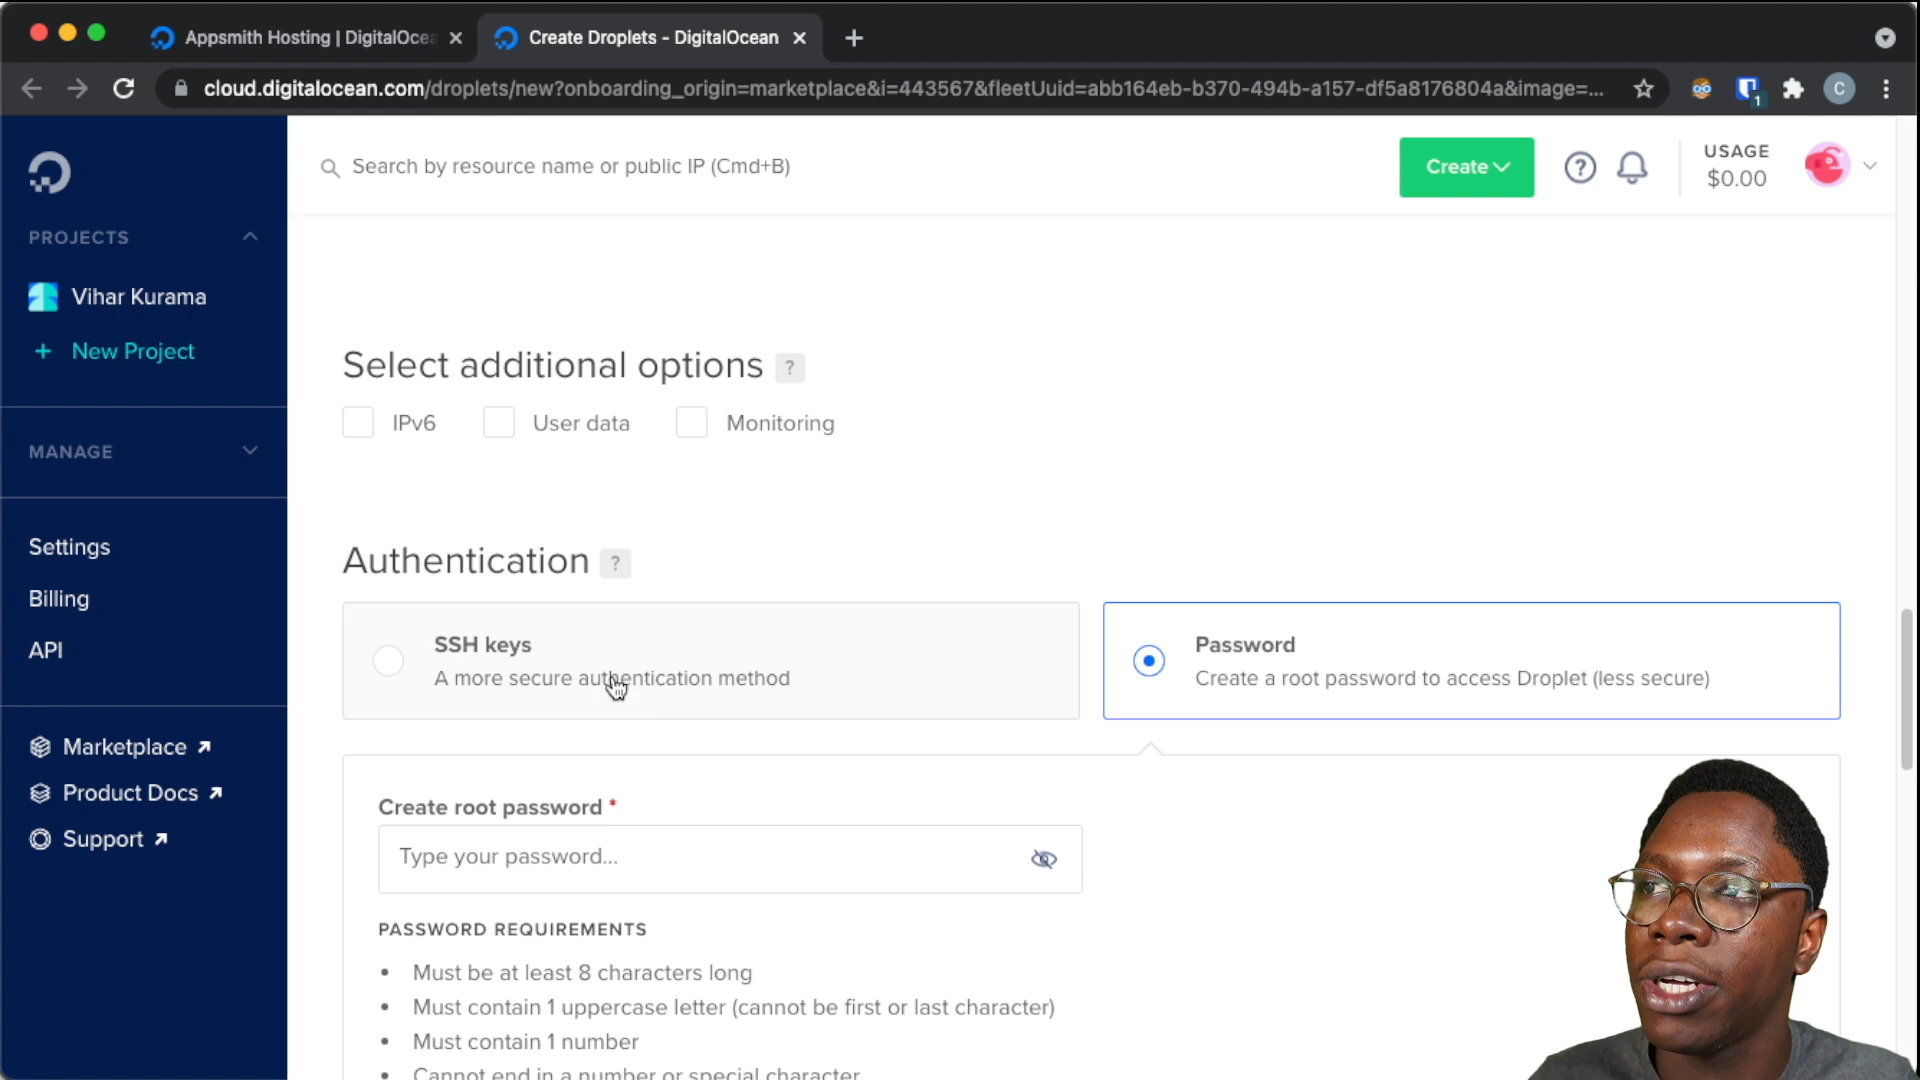 Appsmith Hosting | DigitalOce
Create Droplets - DigitalOcean
cloud.digitalocean.com/droplets/new?onboarding_origin=marketplace&i=443567&fleetUuid=abb164eb-b370-494b-a157-df5a8176804a&image=...
1
C
Search by resource name or public IP (Cmd+B)
Create
?
USAGE
$0.00
PROJECTS
Vihar Kurama
+ New Project
MANAGE
Settings
Billing
API
Marketplace
Product Docs
Support
Select additional options ?
IPv6
User data
Monitoring
Authentication ?
SSH keys
A more secure authentication method
Password
Create a root password to access Droplet (less secure)
Create root password *
Type your password...
PASSWORD REQUIREMENTS
• Must be at least 8 characters long
• Must contain 1 uppercase letter (cannot be first or last character)
• Must contain 1 number
• Cannot end in a number or special character